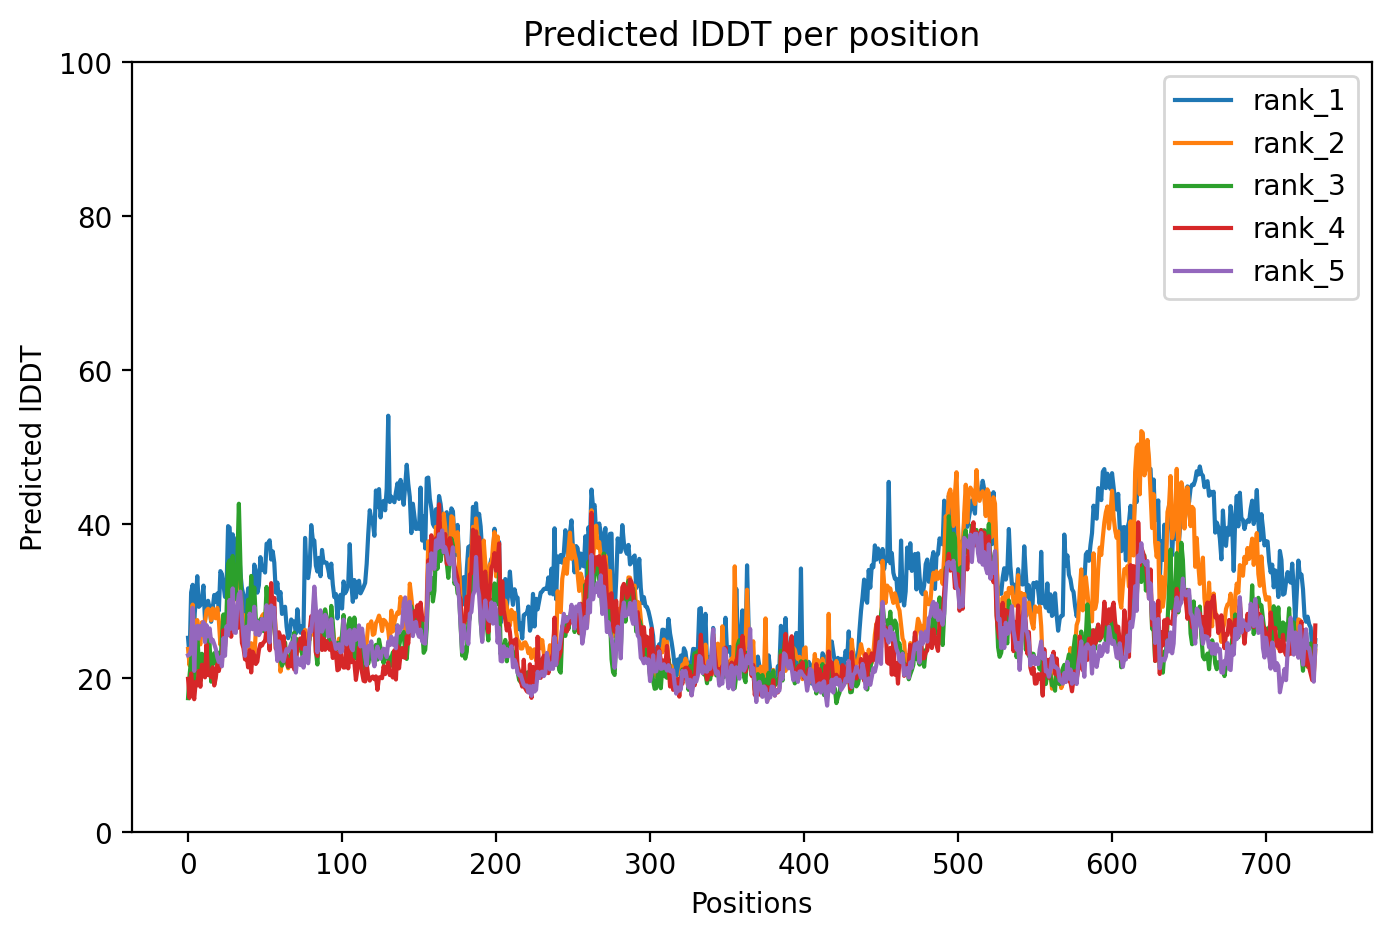 Predicted lDDT per position
100
80
60
40
20
0
Predicted lDDT
0 100 200 300 400 500 600 700
Positions
rank_1
rank_2
rank_3
rank_4
rank_5